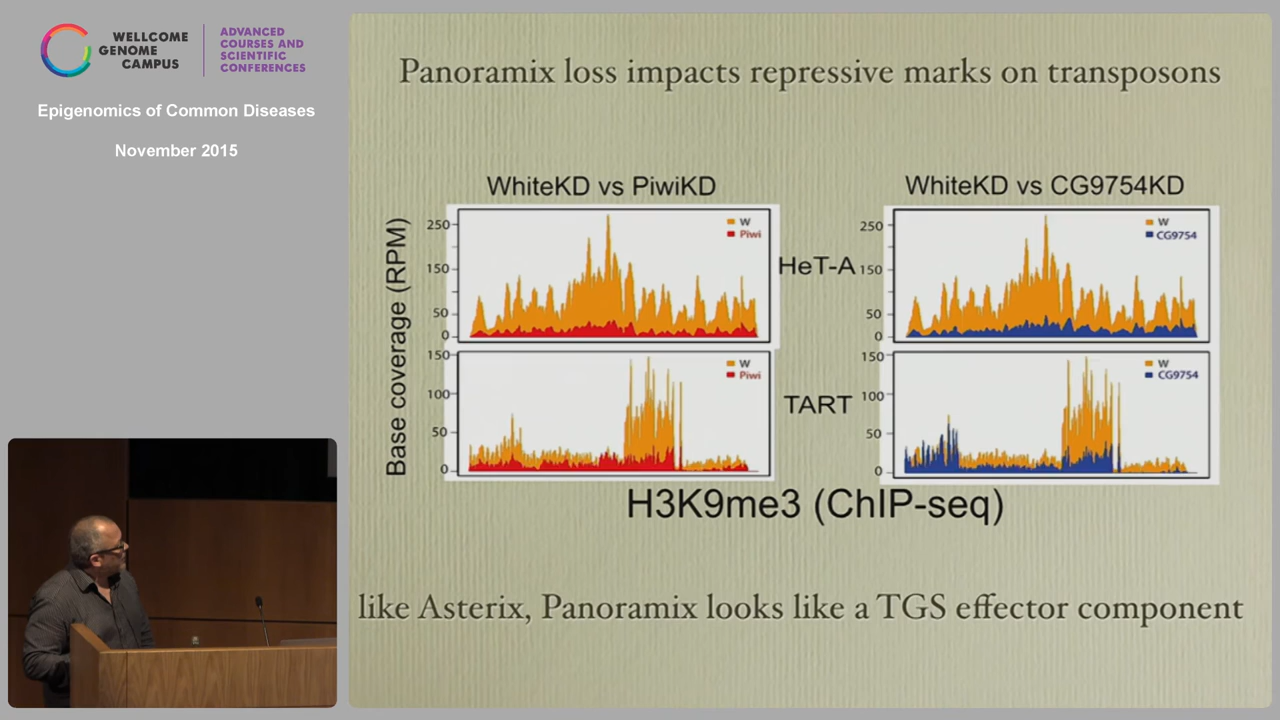 WELLCOME
GENOME
CAMPUS
ADVANCED
COURSES AND
SCIENTIFIC
CONFERENCES
Epigenomics of Common Diseases
November 2015
Panoramix loss impacts repressive marks on transposons
WhiteKD vs PiwiKD
WhiteKD vs CG9754KD
Base coverage (RPM)
250
150
50
0
W
Piwi
HeT-A
250
150
50
0
W
CG9754
150
100
50
0
W
Piwi
TART
150
100
50
0
W
CG9754
H3K9me3 (ChIP-seq)
like Asterix, Panoramix looks like a TGS effector component